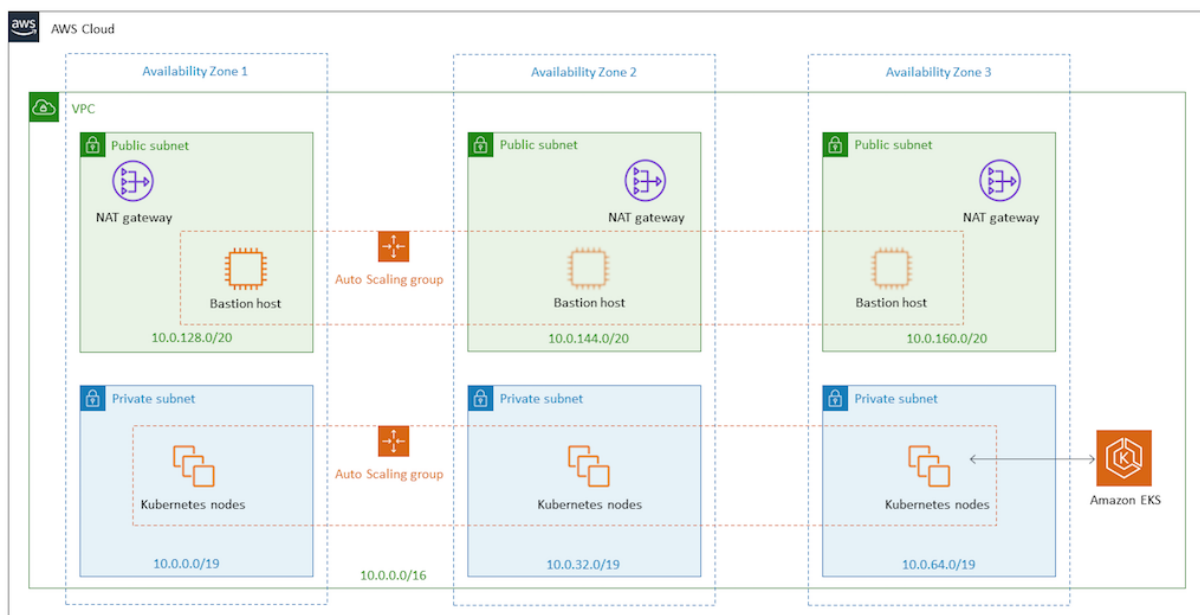 aws
AWS Cloud
Availability Zone 1
Availability Zone 2
Availability Zone 3
VPC
Public subnet
Public subnet
Public subnet
NAT gateway
NAT gateway
NAT gateway
Auto Scaling group
Bastion host
Bastion host
Bastion host
10.0.128.0/20
10.0.144.0/20
10.0.160.0/20
Private subnet
Private subnet
Private subnet
Auto Scaling group
K
Kubernetes nodes
Kubernetes nodes
Kubernetes nodes
Amazon EKS
10.0.0.0/19
10.0.32.0/19
10.0.64.0/19
10.0.0.0/16